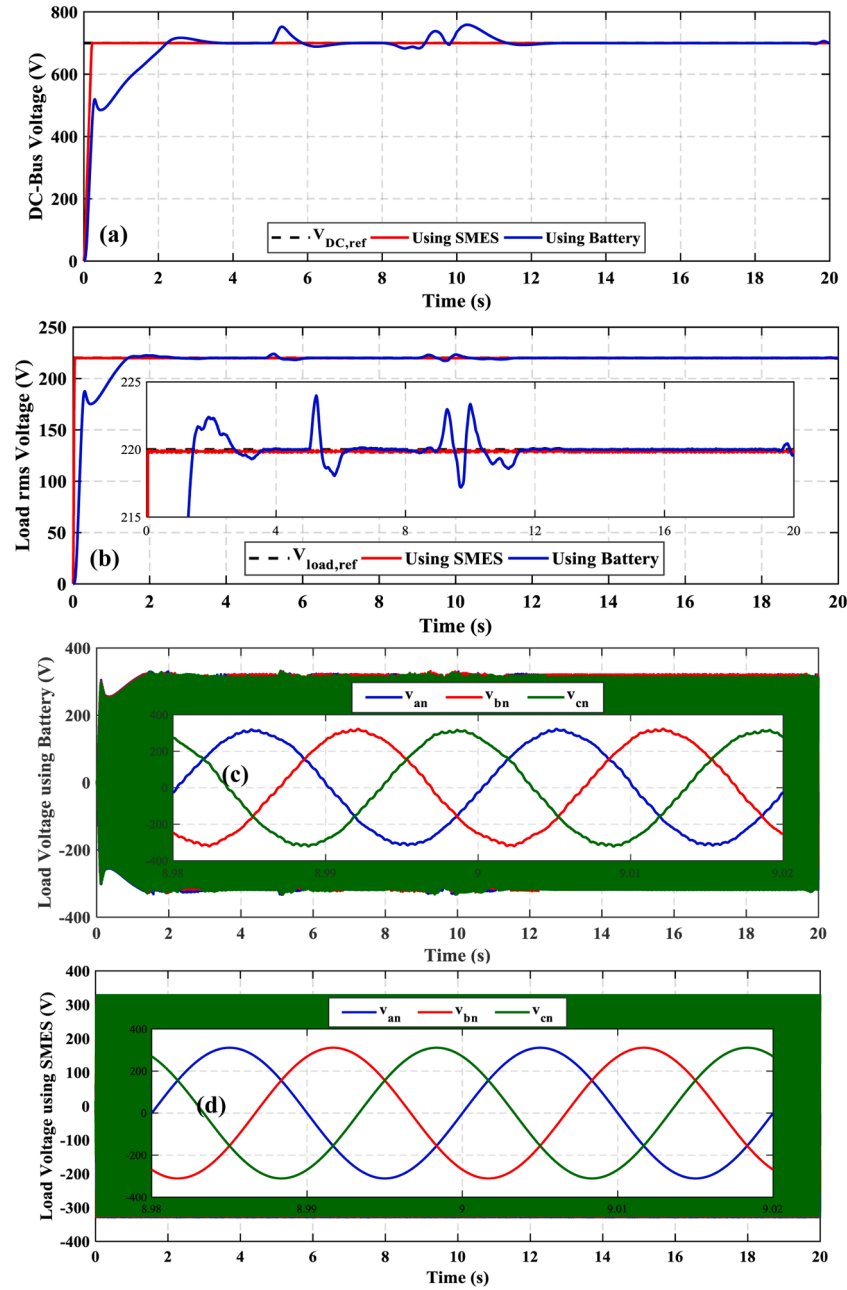 DC-Bus Voltage (V)
800
600
400
200
0
(a)
V_DC,ref Using SMES Using Battery
0 2 4 6 8 10 12 14 16 18 20
Time (s)
Load rms Voltage (V)
250
200
150
100
50
0
225
220
215
0 4 8 12 16 20
(b)
V_load,ref Using SMES Using Battery
0 2 4 6 8 10 12 14 16 18 20
Time (s)
Load Voltage using Battery (V)
400
200
0
-200
-400
v_an v_bn v_cn
400
200
0
-200
-400
(c)
8.98 8.99 9 9.01 9.02
0 2 4 6 8 10 12 14 16 18 20
Time (s)
Load Voltage using SMES (V)
400
300
200
100
0
-100
-200
-300
-400
v_an v_bn v_cn
400
200
0
-200
-400
(d)
8.98 8.99 9 9.01 9.02
0 2 4 6 8 10 12 14 16 18 20
Time (s)